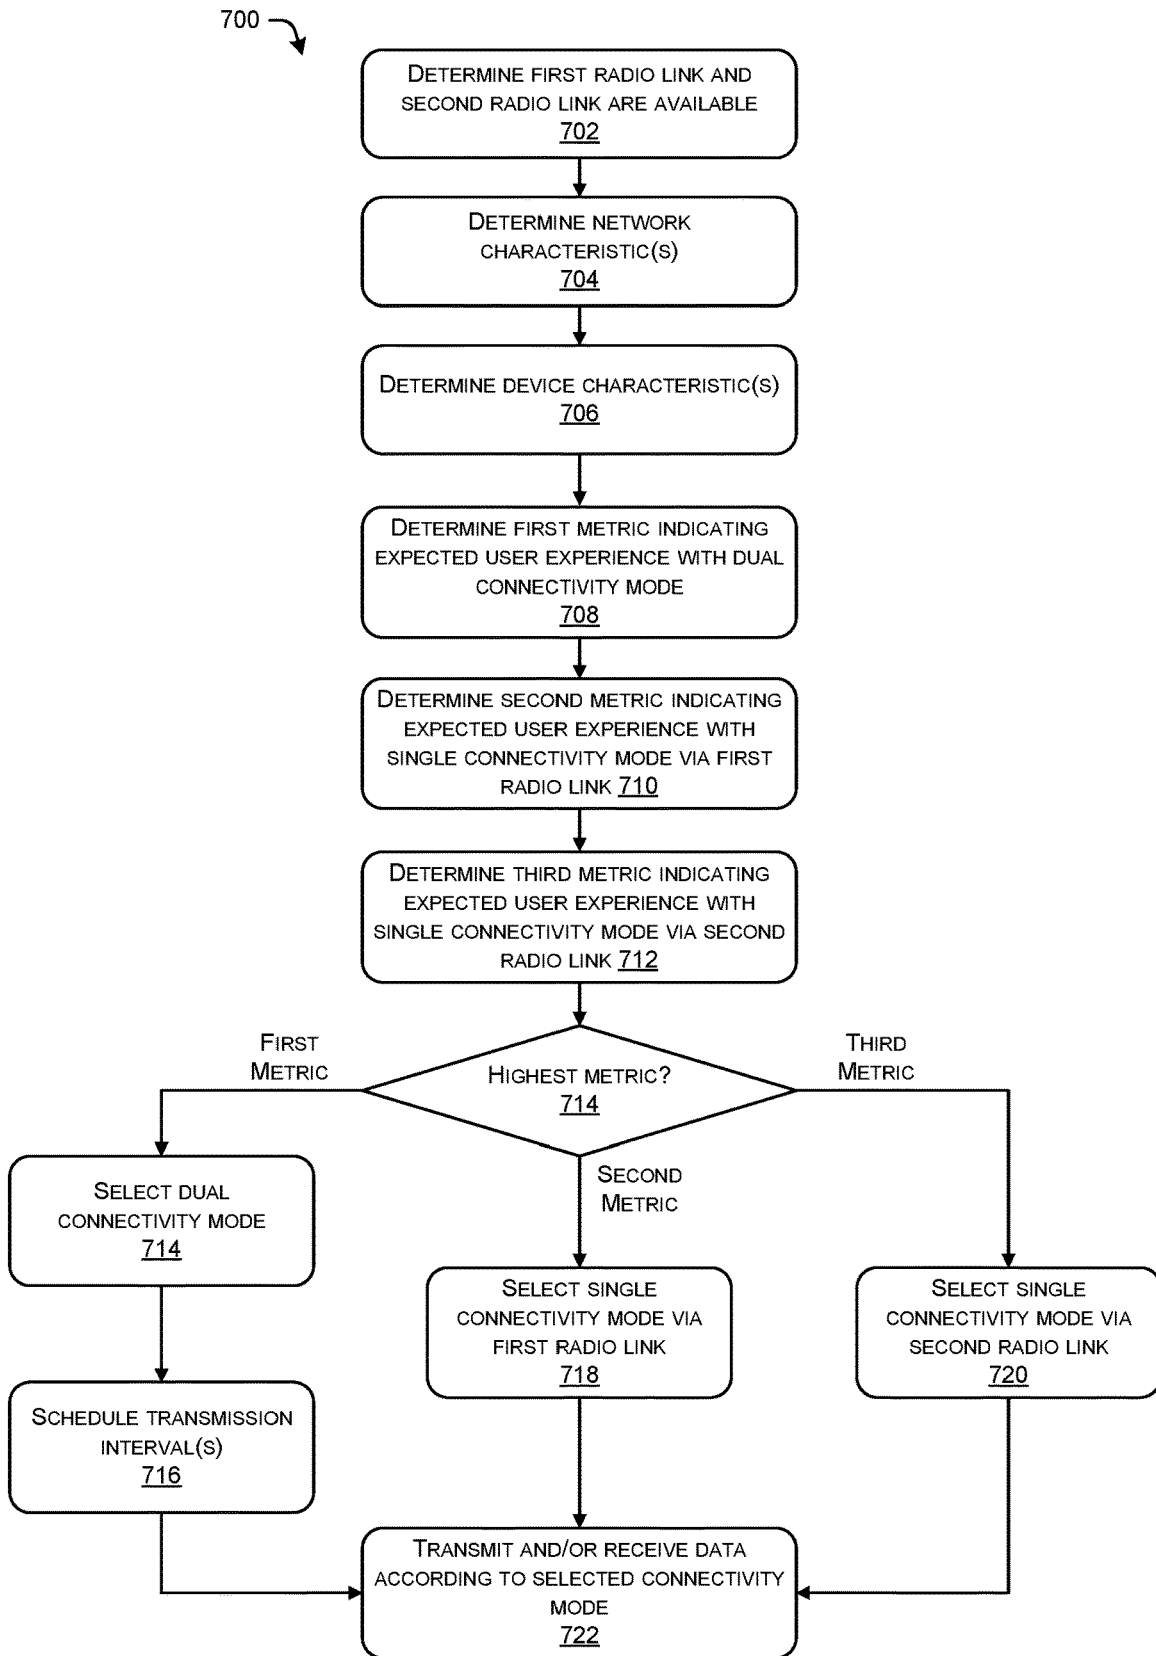 700
DETERMINE FIRST RADIO LINK AND
SECOND RADIO LINK ARE AVAILABLE
702
DETERMINE NETWORK
CHARACTERISTIC(S)
704
DETERMINE DEVICE CHARACTERISTIC(S)
706
DETERMINE FIRST METRIC INDICATING
EXPECTED USER EXPERIENCE WITH DUAL
CONNECTIVITY MODE
708
DETERMINE SECOND METRIC INDICATING
EXPECTED USER EXPERIENCE WITH
SINGLE CONNECTIVITY MODE VIA FIRST
RADIO LINK 710
DETERMINE THIRD METRIC INDICATING
EXPECTED USER EXPERIENCE WITH
SINGLE CONNECTIVITY MODE VIA SECOND
RADIO LINK 712
HIGHEST METRIC?
714
FIRST
METRIC
SECOND
METRIC
THIRD
METRIC
SELECT DUAL
CONNECTIVITY MODE
714
SCHEDULE TRANSMISSION
INTERVAL(S)
716
SELECT SINGLE
CONNECTIVITY MODE VIA
FIRST RADIO LINK
718
SELECT SINGLE
CONNECTIVITY MODE VIA
SECOND RADIO LINK
720
TRANSMIT AND/OR RECEIVE DATA
ACCORDING TO SELECTED CONNECTIVITY
MODE
722